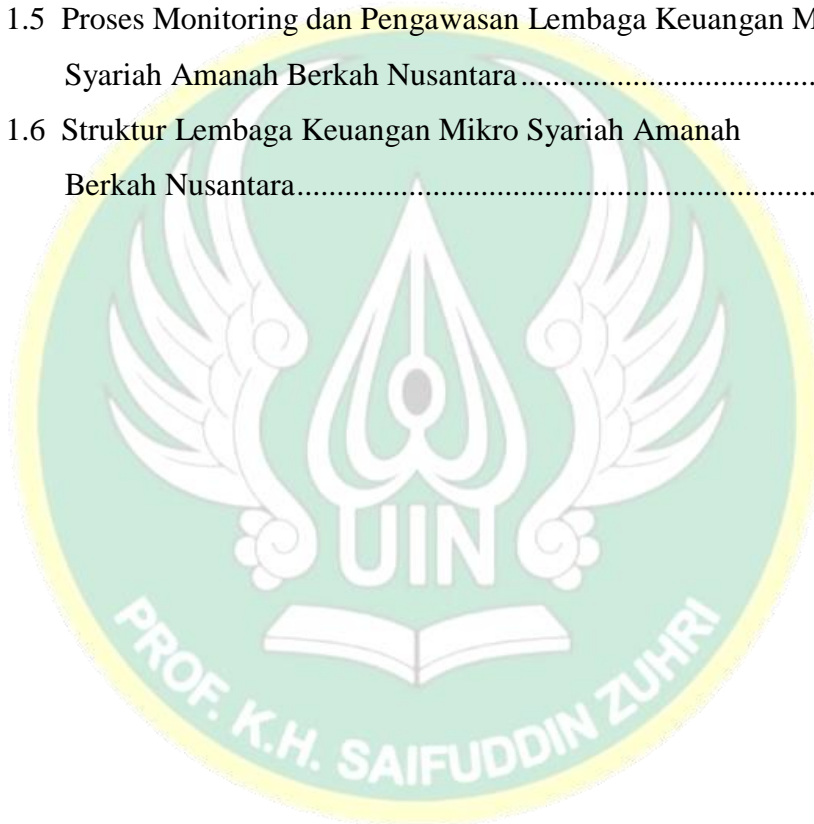 1.5 Proses Monitoring dan Pengawasan Lembaga Keuangan M
Syariah Amanah Berkah Nusantara....................................
1.6 Struktur Lembaga Keuangan Mikro Syariah Amanah
Berkah Nusantara................................................................
UIN
PROF. K.H. SAIFUDDIN ZUHRI